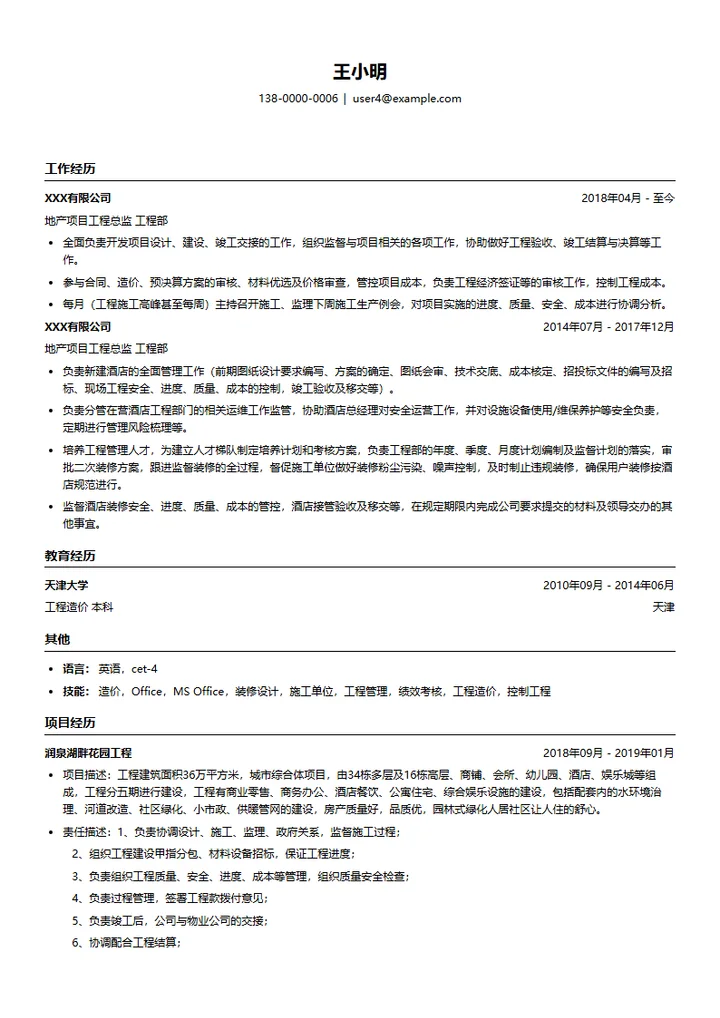 王小明
138-0000-0006 | user4@example.com
工作经历
XXX有限公司 2018年04月 - 至今
地产项目工程总监 工程部
• 全面负责开发项目设计、建设、竣工交接的工作，组织监督与项目相关的各项工作，协助做好工程验收、竣工结算与决算等工
作。
• 参与合同、造价、预决算方案的审核、材料优选及价格审查，管控项目成本，负责工程经济签证等的审核工作，控制工程成本。
• 每月（工程施工高峰甚至每周）主持召开施工、监理下周施工生产例会，对项目实施的进度、质量、安全、成本进行协调分析。
XXX有限公司 2014年07月 - 2017年12月
地产项目工程总监 工程部
• 负责新建酒店的全面管理工作（前期图纸设计要求编写、方案的确定、图纸会审、技术交底、成本核定、招投标文件的编写及招
标、现场工程安全、进度、质量、成本的控制，竣工验收及移交等）。
• 负责分管在营酒店工程部门的相关运维工作监管，协助酒店总经理对安全运营工作，并对设施设备使用/维保养护等安全负责，
定期进行管理风险梳理等。
• 培养工程管理人才，为建立人才梯队制定培养计划和考核方案，负责工程部的年度、季度、月度计划编制及监督计划的落实，审
批二次装修方案，跟进监督装修的全过程，督促施工单位做好装修粉尘污染、噪声控制，及时制止违规装修，确保用户装修按酒
店规范进行。
• 监督酒店装修安全、进度、质量、成本的管控，酒店接管验收及移交等，在规定期限内完成公司要求提交的材料及领导交办的其
他事宜。
教育经历
天津大学 2010年09月 - 2014年06月
工程造价 本科 天津
其他
• 语言： 英语，cet-4
• 技能： 造价，Office，MS Office，装修设计，施工单位，工程管理，绩效考核，工程造价，控制工程
项目经历
润泉湖畔花园工程 2018年09月 - 2019年01月
• 项目描述：工程建筑面积36万平方米，城市综合体项目，由34栋多层及16栋高层、商铺、会所、幼儿园、酒店、娱乐城等组
成，工程分五期进行建设，工程有商业零售、商务办公、酒店餐饮、公寓住宅、综合娱乐设施的建设，包括配套内的水环境治
理、河道改造、社区绿化、小市政、供暖管网的建设，房产质量好，品质优，园林式绿化人居社区让人住的舒心。
• 责任描述：1、负责协调设计、施工、监理、政府关系，监督施工过程；
2、组织工程建设甲指分包、材料设备招标，保证工程进度；
3、负责组织工程质量、安全、进度、成本等管理，组织质量安全检查；
4、负责过程管理，签署工程款拨付意见；
5、负责竣工后，公司与物业公司的交接；
6、协调配合工程结算；